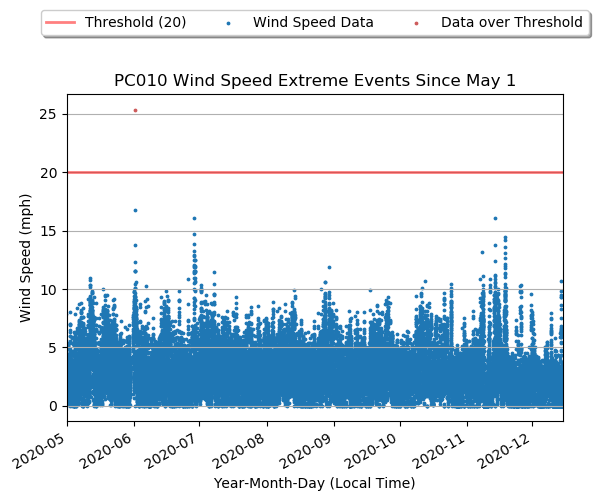 Threshold (20) Wind Speed Data Data over Threshold
PC010 Wind Speed Extreme Events Since May 1
25
20
15
10
5
0
Wind Speed (mph)
2020-05 2020-06 2020-07 2020-08 2020-09 2020-10 2020-11 2020-12
Year-Month-Day (Local Time)